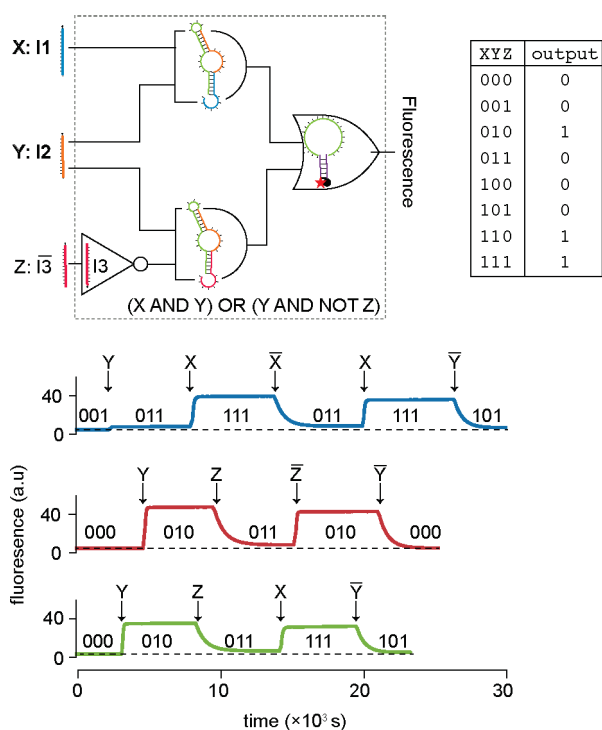 X: I1
Y: I2
Z: I̅3̅
I3
Fluorescence
(X AND Y) OR (Y AND NOT Z)
XYZ output
000 0
001 0
010 1
011 0
100 0
101 0
110 1
111 1
Y X X̅ X Y̅
40
001 011 111 011 111 101
0
Y Z Z̅ Y̅
40
000 010 011 010 000
0
Y Z X Y̅
40
000 010 011 111 101
0
fluoresence (a.u)
0 10 20 30
time (×10³ s)